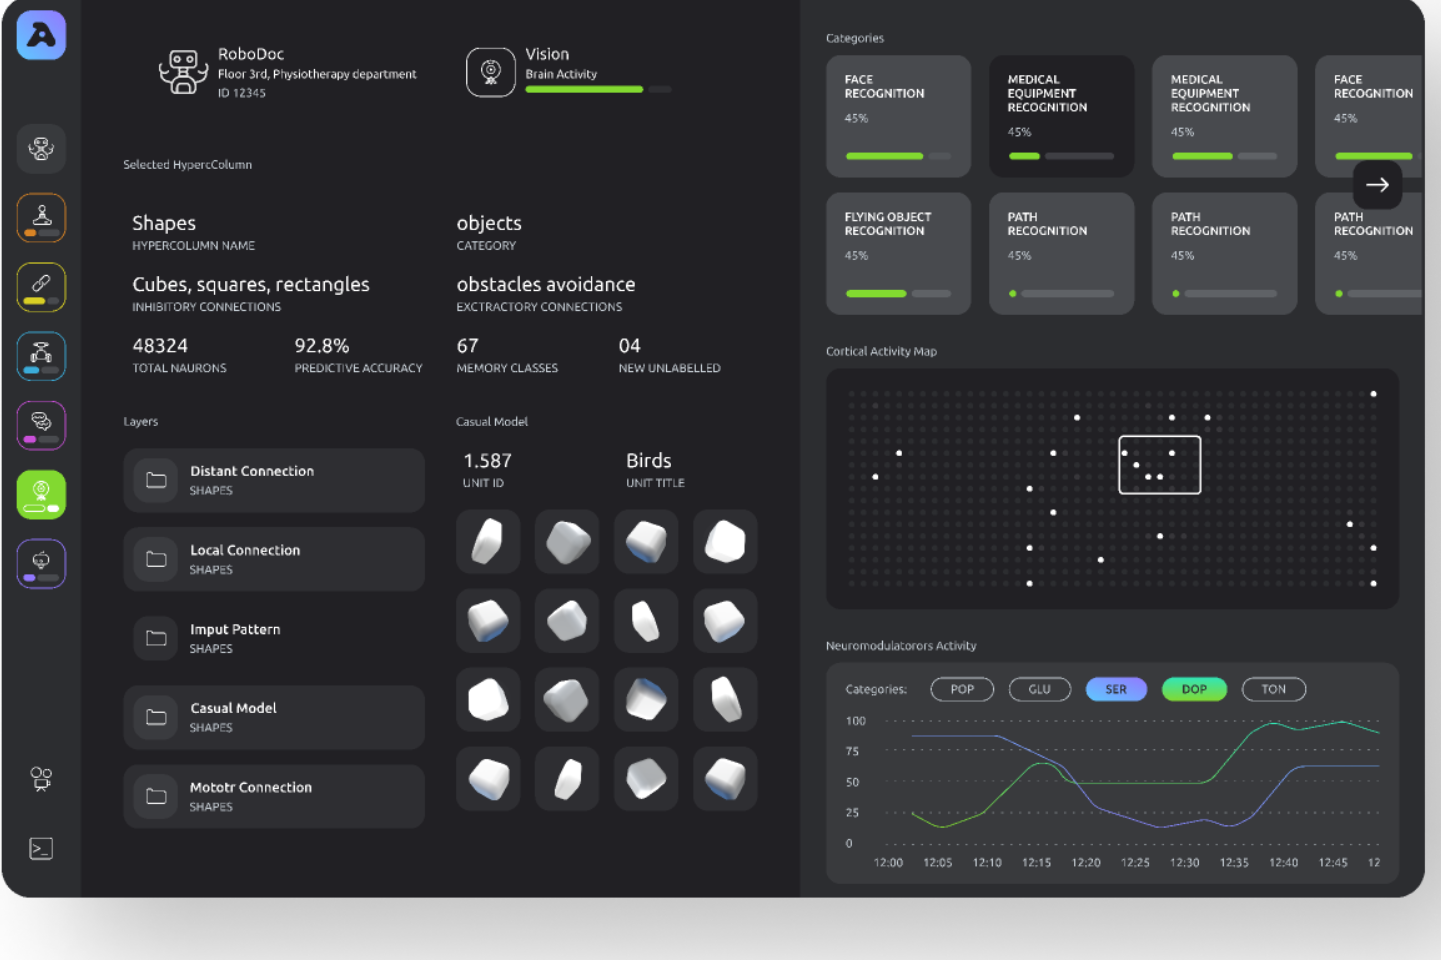 RoboDoc
Floor 3rd, Physiotherapy department
ID 12345
Vision
Brain Activity
Selected HypercColumn
Shapes
HYPERCOLUMN NAME
objects
CATEGORY
Cubes, squares, rectangles
INHIBITORY CONNECTIONS
obstacles avoidance
EXCTRACTORY CONNECTIONS
48324
TOTAL NAURONS
92.8%
PREDICTIVE ACCURACY
67
MEMORY CLASSES
04
NEW UNLABELLED
Layers
Distant Connection
SHAPES
Local Connection
SHAPES
Imput Pattern
SHAPES
Casual Model
SHAPES
Mototr Connection
SHAPES
Casual Model
1.587
UNIT ID
Birds
UNIT TITLE
Categories
FACE
RECOGNITION
45%
MEDICAL
EQUIPMENT
RECOGNITION
45%
MEDICAL
EQUIPMENT
RECOGNITION
45%
FACE
RECOGNITION
45%
FLYING OBJECT
RECOGNITION
45%
PATH
RECOGNITION
45%
PATH
RECOGNITION
45%
PATH
RECOGNITION
45%
Cortical Activity Map
Neuromodulatorors Activity
Categories: POP GLU SER DOP TON
100
75
50
25
0
12:00 12:05 12:10 12:15 12:20 12:25 12:30 12:35 12:40 12:45 12